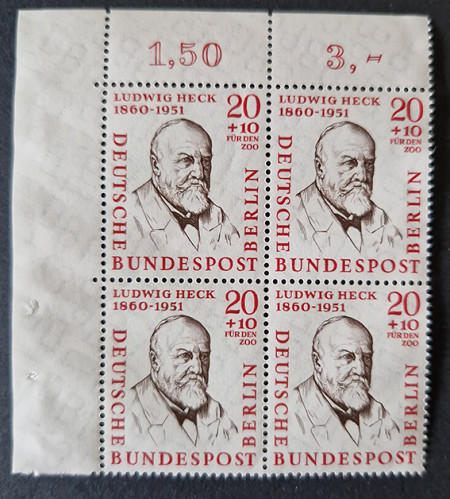 1,50 3,-
LUDWIG HECK 20
1860-1951 +10
FÜR DEN
ZOO
DEUTSCHE
BUNDESPOST
BERLIN
LUDWIG HECK 20
1860-1951 +10
FÜR DEN
ZOO
DEUTSCHE
BUNDESPOST
BERLIN
LUDWIG HECK 20
1860-1951 +10
FÜR DEN
ZOO
DEUTSCHE
BUNDESPOST
BERLIN
LUDWIG HECK 20
1860-1951 +10
FÜR DEN
ZOO
DEUTSCHE
BUNDESPOST
BERLIN